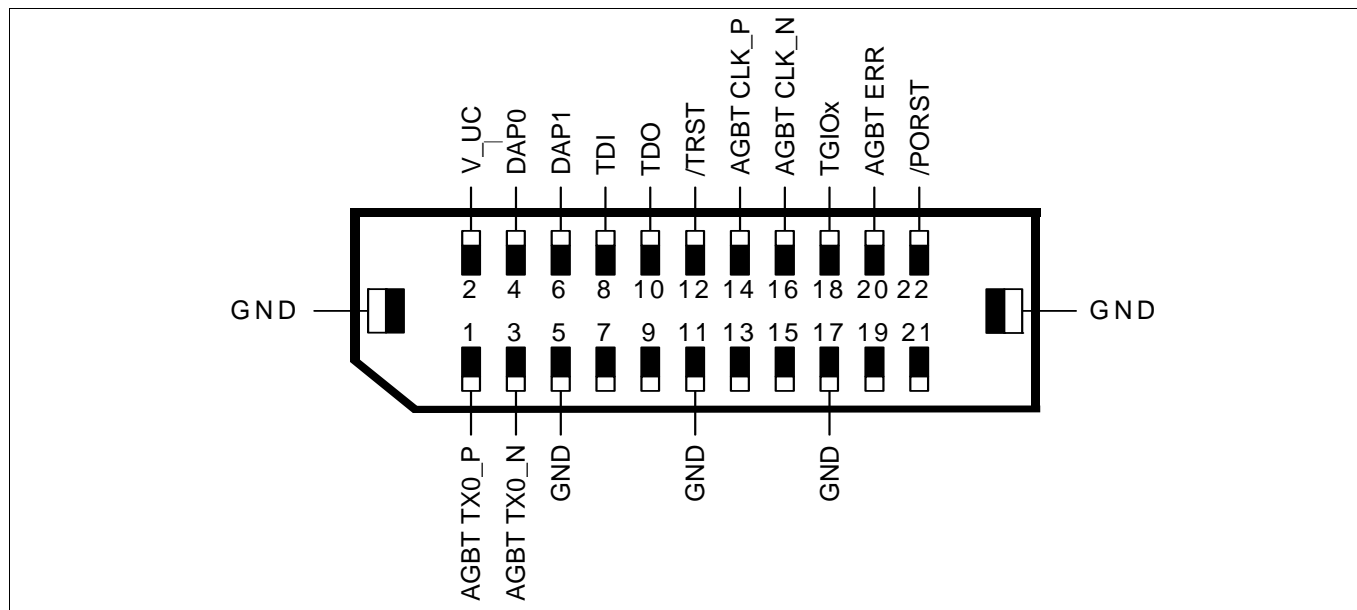 V_UC
DAP0
DAP1
TDI
TDO
/TRST
AGBT CLK_P
AGBT CLK_N
TGIOx
AGBT ERR
/PORST
2 4 6 8 10 12 14 16 18 20 22
GND
GND
1 3 5 7 9 11 13 15 17 19 21
AGBT TX0_P
AGBT TX0_N
GND
GND
GND